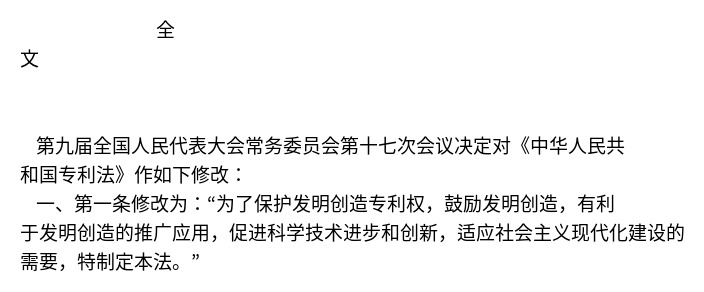 全
文
第九届全国人民代表大会常务委员会第十七次会议决定对《中华人民共
和国专利法》作如下修改：
一、第一条修改为：“为了保护发明创造专利权，鼓励发明创造，有利
于发明创造的推广应用，促进科学技术进步和创新，适应社会主义现代化建设的
需要，特制定本法。”